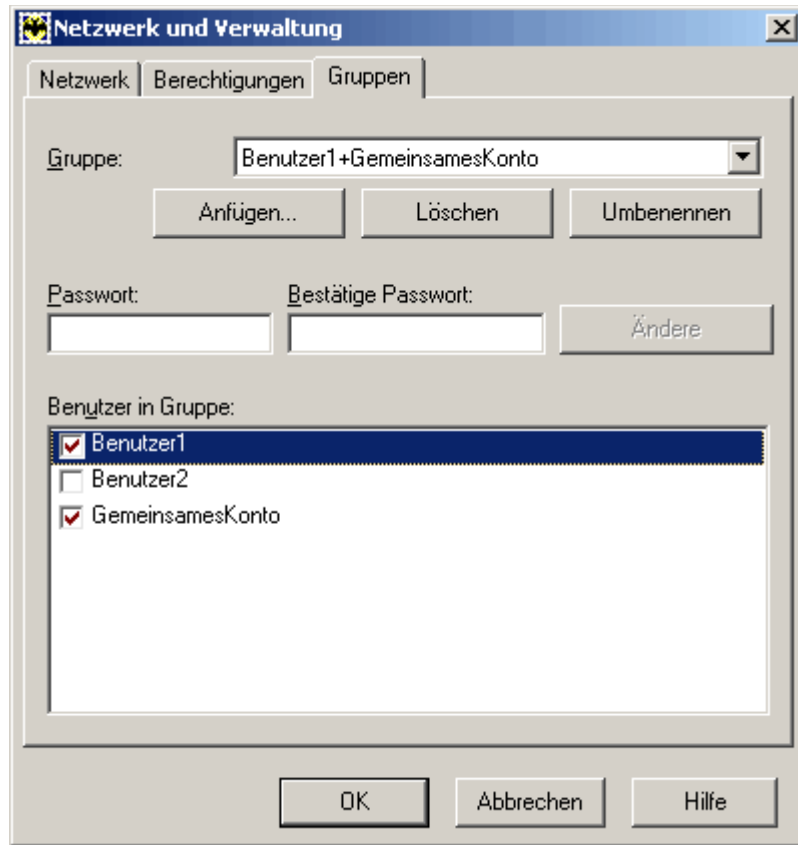 Netzwerk und Verwaltung
Netzwerk Berechtigungen Gruppen
Gruppe: Benutzer1+GemeinsamesKonto
Anfügen... Löschen Umbenennen
Passwort: Bestätige Passwort:
Ändere
Benutzer in Gruppe:
Benutzer1
Benutzer2
GemeinsamesKonto
OK Abbrechen Hilfe